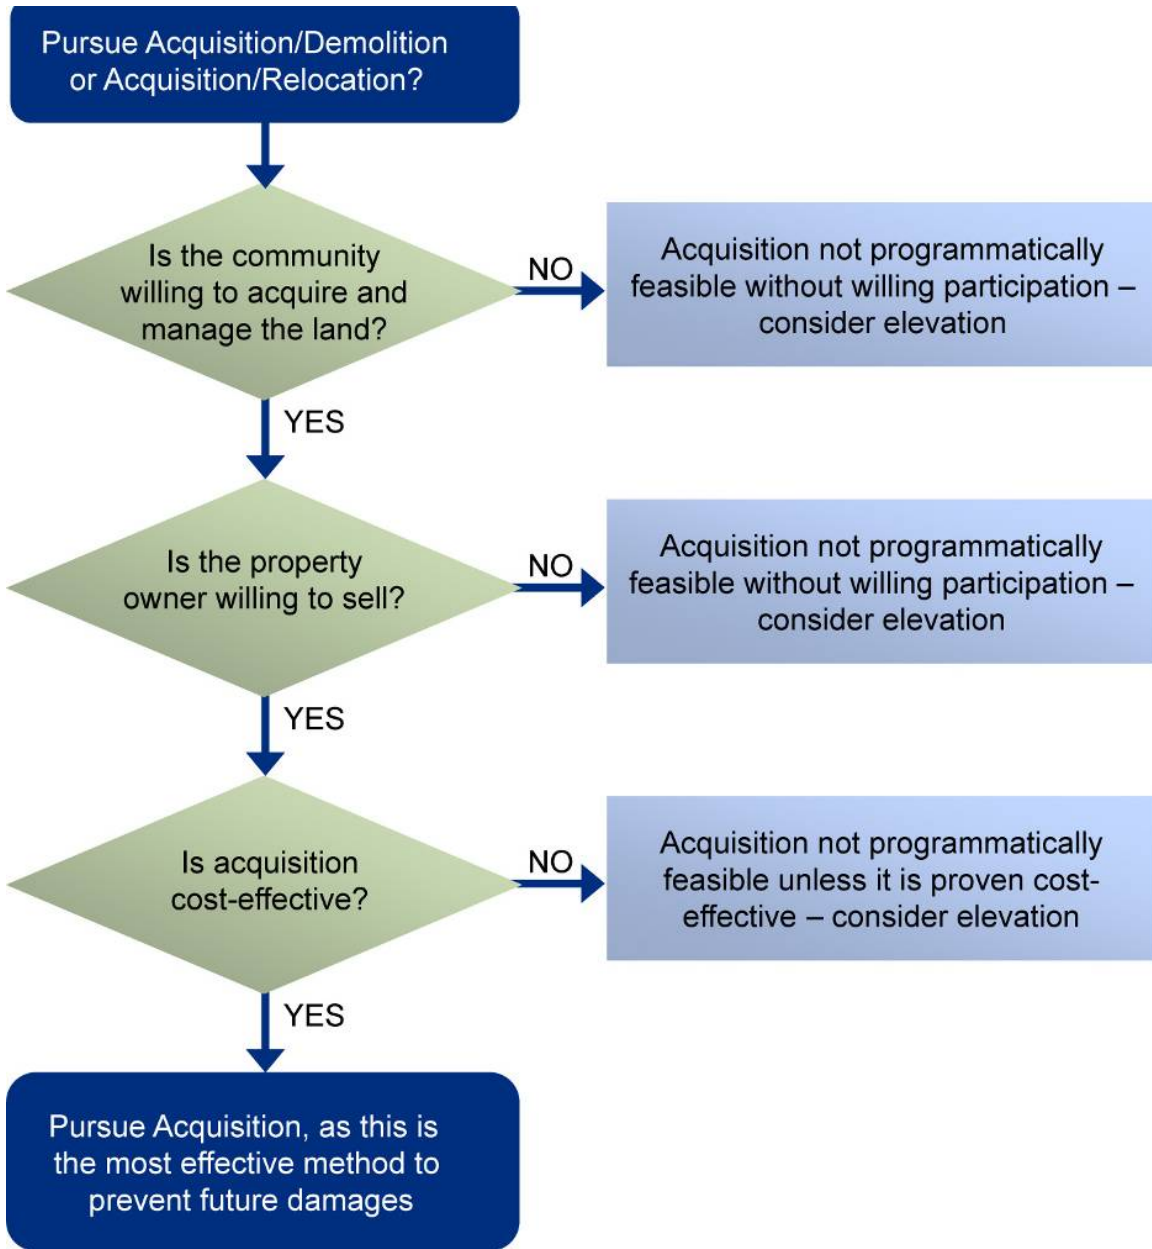 Pursue Acquisition/Demolition
or Acquisition/Relocation?
Is the community
willing to acquire and
manage the land?
NO
Acquisition not programmatically
feasible without willing participation –
consider elevation
YES
Is the property
owner willing to sell?
NO
Acquisition not programmatically
feasible without willing participation –
consider elevation
YES
Is acquisition
cost-effective?
NO
Acquisition not programmatically
feasible unless it is proven cost-
effective – consider elevation
YES
Pursue Acquisition, as this is
the most effective method to
prevent future damages